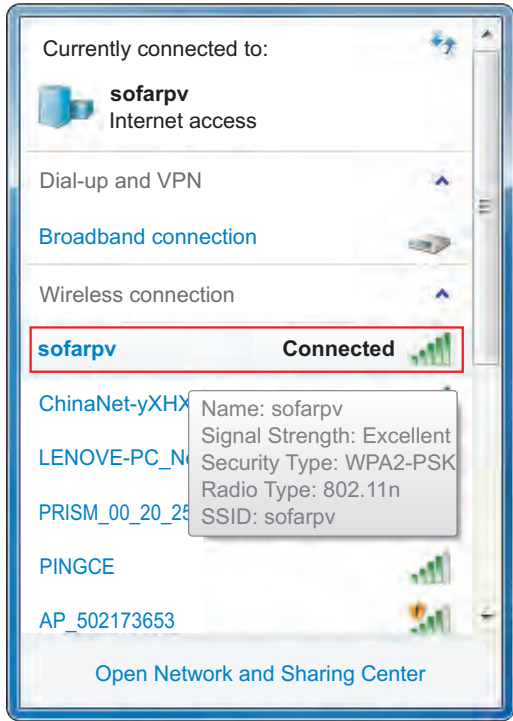 Currently connected to:
sofarpv
Internet access
Dial-up and VPN
Broadband connection
Wireless connection
sofarpv Connected
ChinaNet-yXHX
Name: sofarpv
Signal Strength: Excellent
LENOVE-PC_N
Security Type: WPA2-PSK
Radio Type: 802.11n
PRISM_00_20_25
SSID: sofarpv
PINGCE
AP_502173653
Open Network and Sharing Center